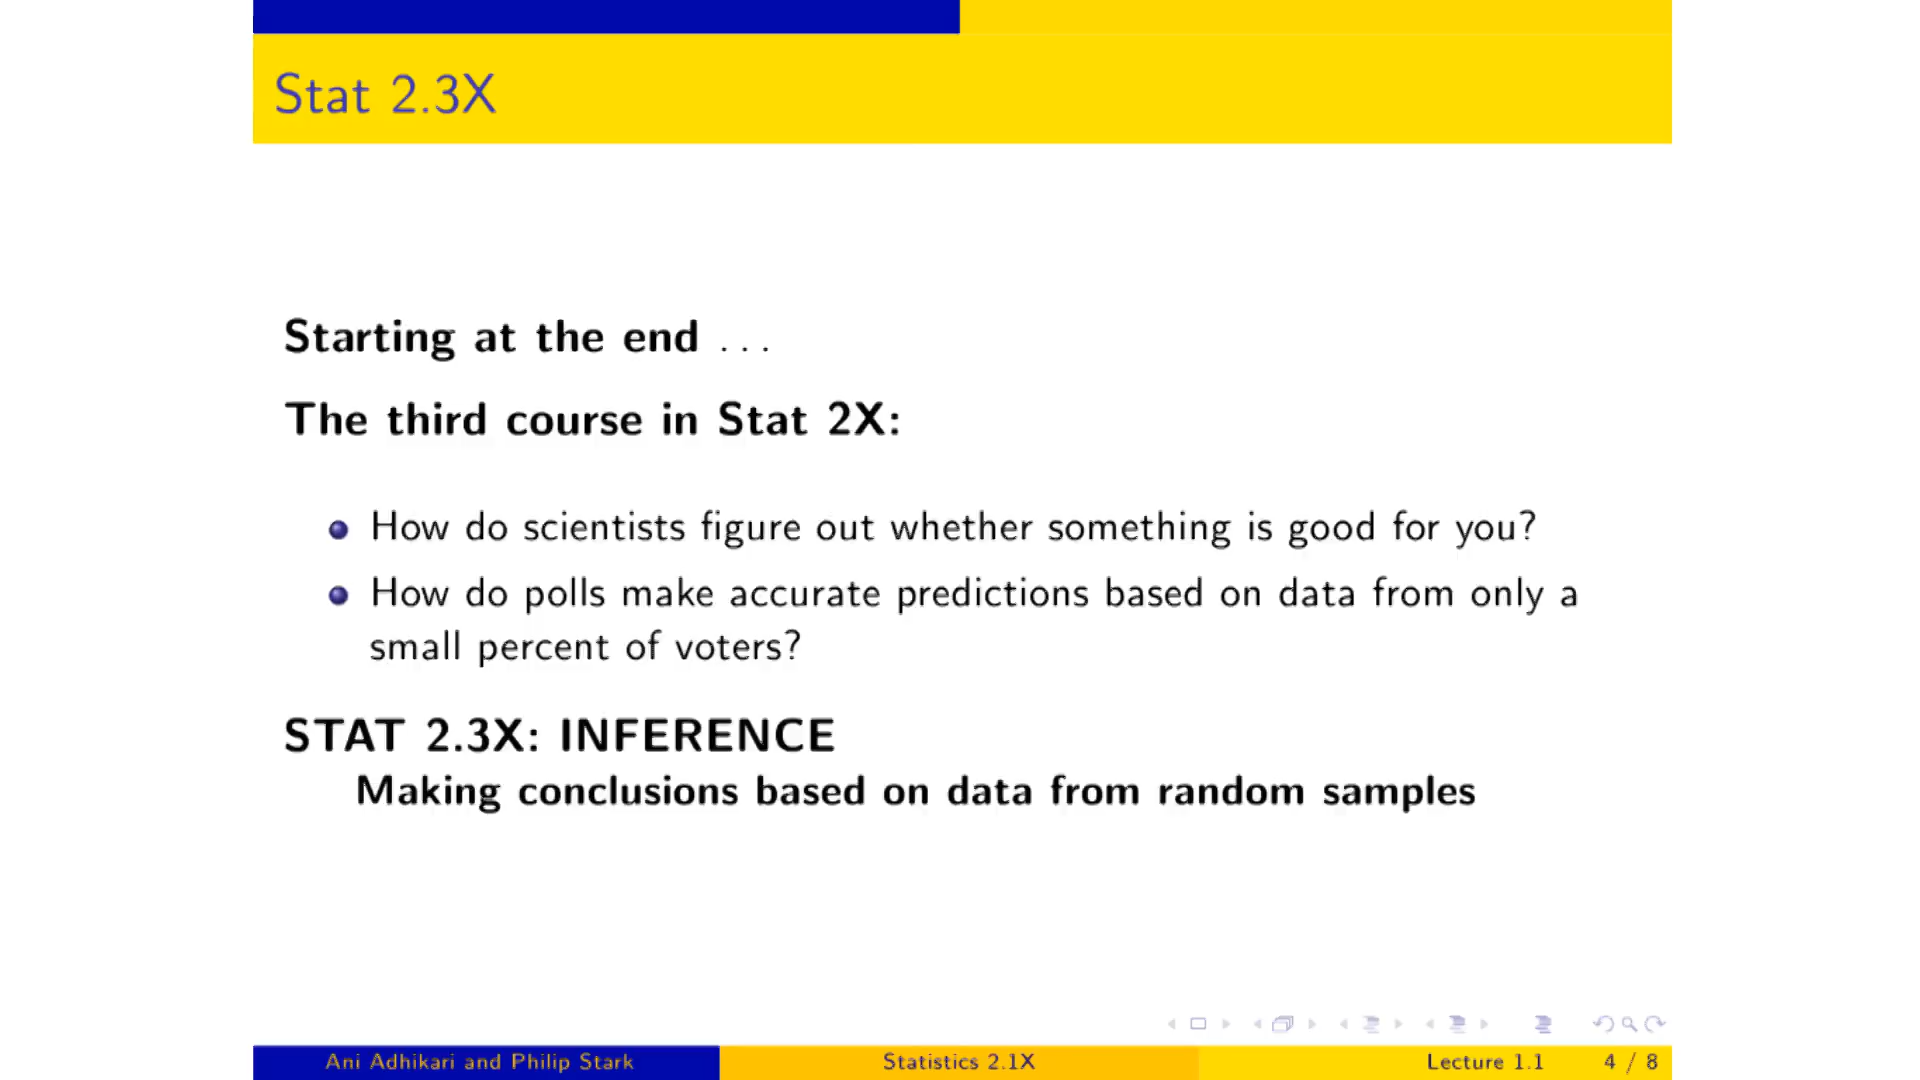 Stat 2.3X
Starting at the end . . .
The third course in Stat 2X:
How do scientists figure out whether something is good for you?
How do polls make accurate predictions based on data from only a
small percent of voters?
STAT 2.3X: INFERENCE
Making conclusions based on data from random samples
Ani Adhikari and Philip Stark Statistics 2.1X Lecture 1.1 4 / 8